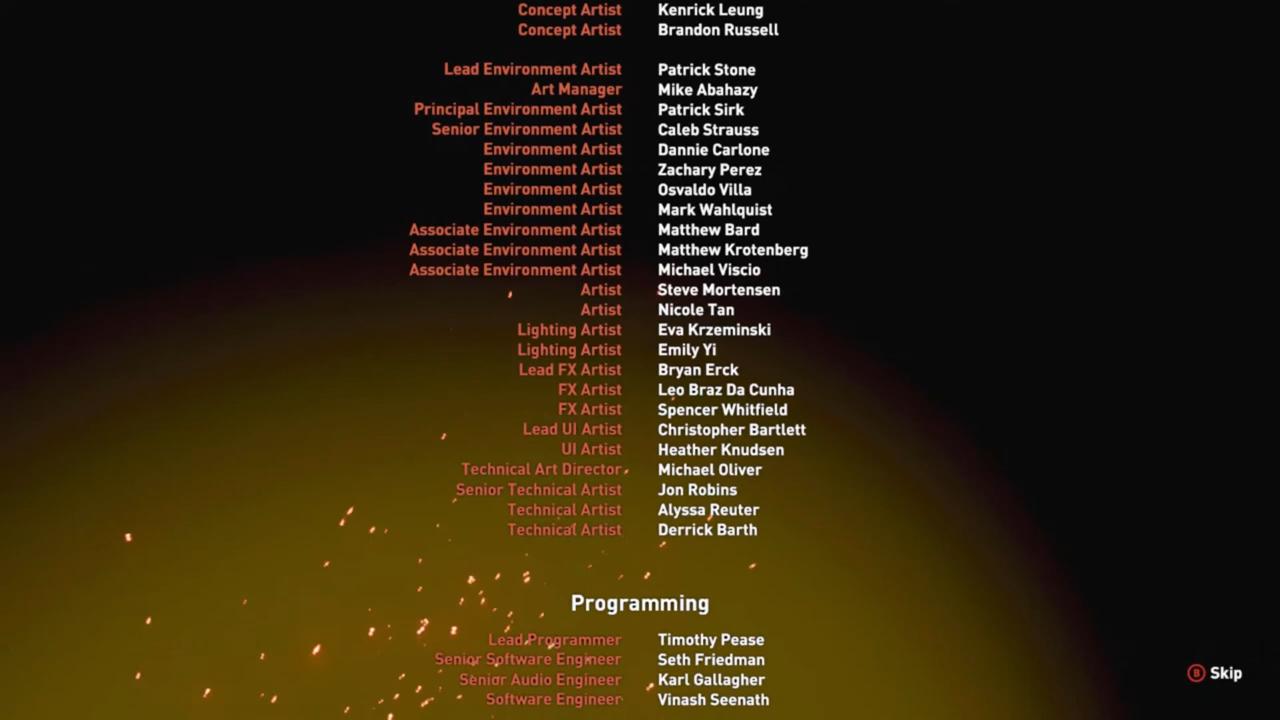 Concept Artist Kenrick Leung
Concept Artist Brandon Russell
Lead Environment Artist Patrick Stone
Art Manager Mike Abahazy
Principal Environment Artist Patrick Sirk
Senior Environment Artist Caleb Strauss
Environment Artist Dannie Carlone
Environment Artist Zachary Perez
Environment Artist Osvaldo Villa
Environment Artist Mark Wahlquist
Associate Environment Artist Matthew Bard
Associate Environment Artist Matthew Krotenberg
Associate Environment Artist Michael Viscio
Artist Steve Mortensen
Artist Nicole Tan
Lighting Artist Eva Krzeminski
Lighting Artist Emily Yi
Lead FX Artist Bryan Erck
FX Artist Leo Braz Da Cunha
FX Artist Spencer Whitfield
Lead UI Artist Christopher Bartlett
UI Artist Heather Knudsen
Technical Art Director Michael Oliver
Senior Technical Artist Jon Robins
Technical Artist Alyssa Reuter
Technical Artist Derrick Barth
Programming
Lead Programmer Timothy Pease
Senior Software Engineer Seth Friedman
Senior Audio Engineer Karl Gallagher
B Skip
Software Engineer Vinash Seenath